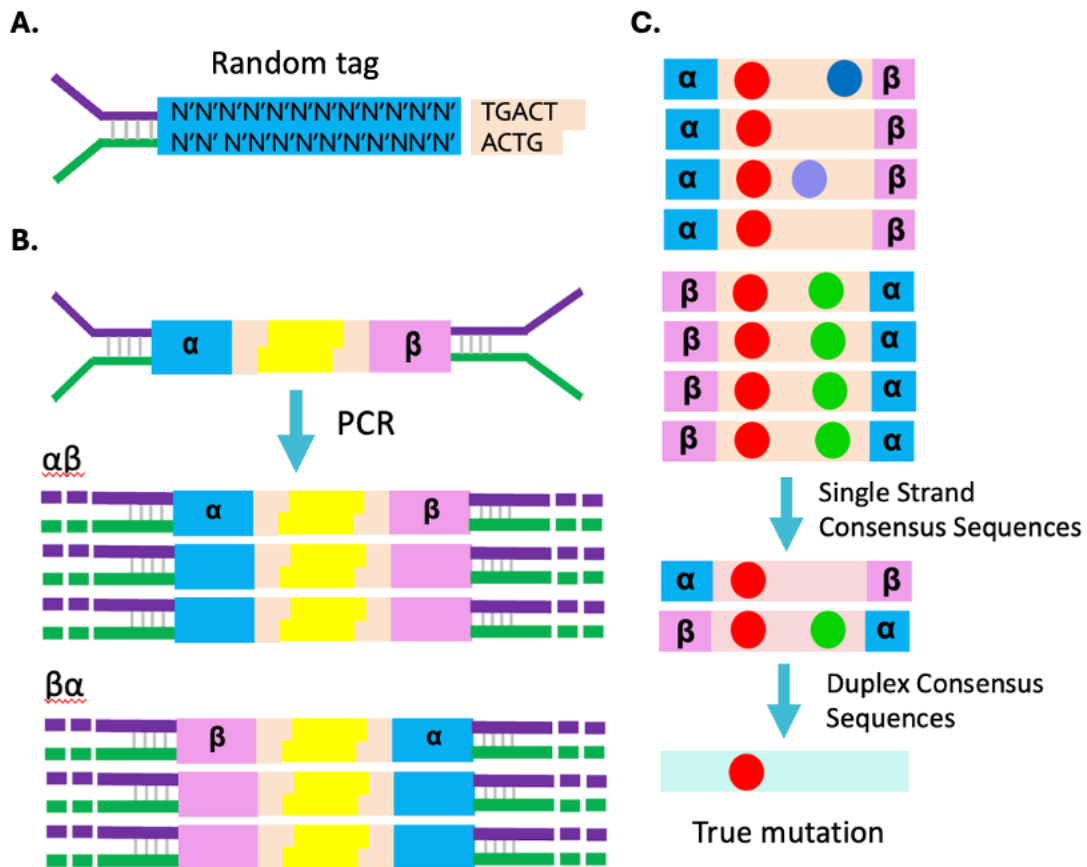 A.
Random tag
N′N′N′N′N′N′N′N′N′N′N′N′ TGACT
N′N′ N′N′N′N′N′N′N′NN′N′ ACTG
B.
α β
PCR
αβ
α β
βα
β α
C.
α β
α β
α β
α β
β α
β α
β α
β α
Single Strand
Consensus Sequences
α β
β α
Duplex Consensus
Sequences
True mutation